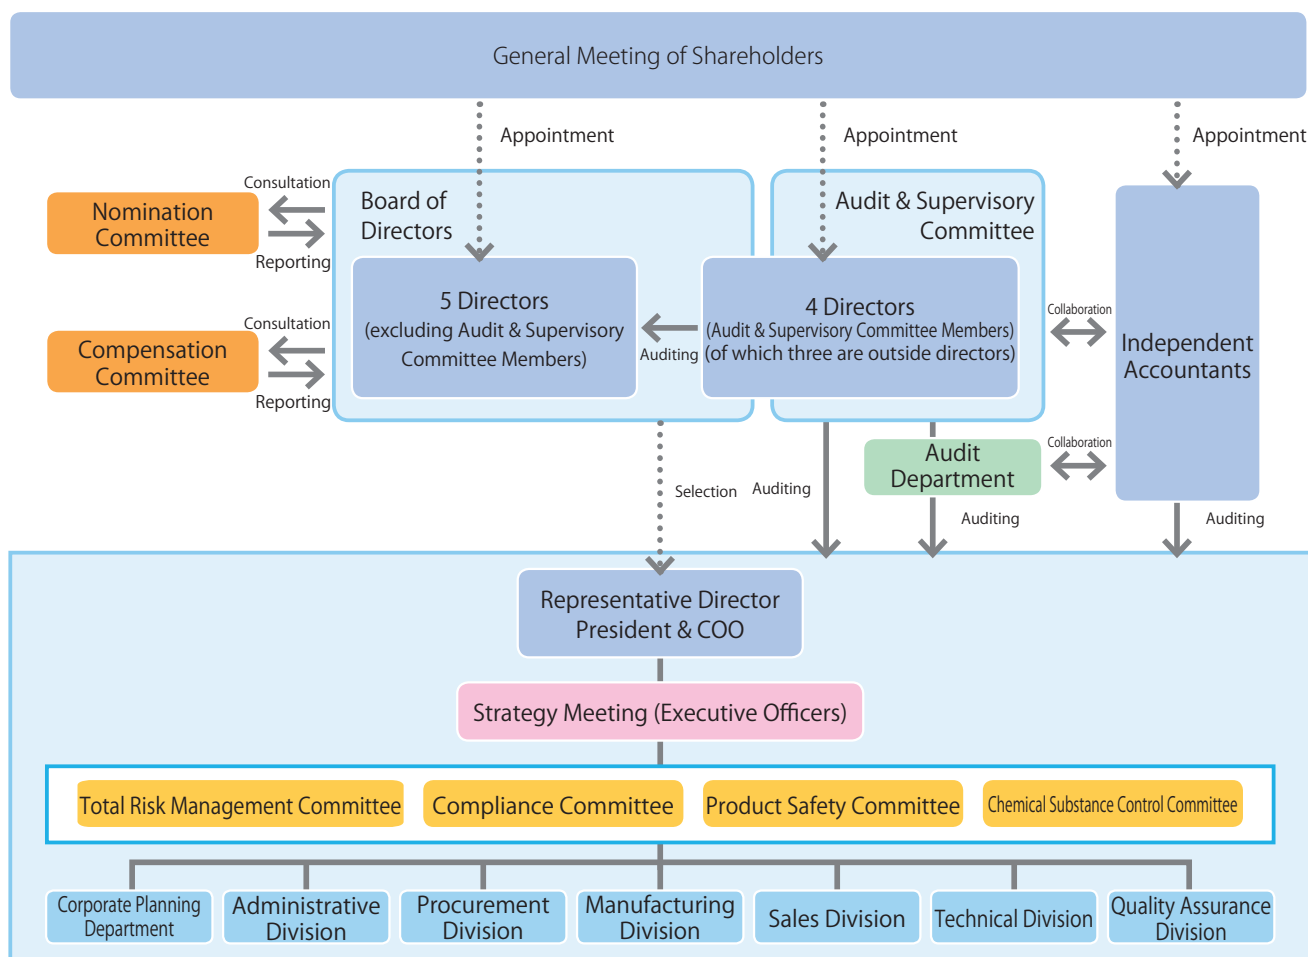 General Meeting of Shareholders
Appointment
Appointment
Appointment
Consultation
Nomination
Committee
Reporting
Board of
Directors
Audit & Supervisory
Committee
5 Directors
(excluding Audit & Supervisory
Committee Members)
Auditing
4 Directors
(Audit & Supervisory Committee Members)
(of which three are outside directors)
Collaboration
Independent
Accountants
Consultation
Compensation
Committee
Reporting
Audit
Department
Collaboration
Selection
Auditing
Auditing
Auditing
Representative Director
President & COO
Strategy Meeting (Executive Officers)
Total Risk Management Committee
Compliance Committee
Product Safety Committee
Chemical Substance Control Committee
Corporate Planning
Department
Administrative
Division
Procurement
Division
Manufacturing
Division
Sales Division
Technical Division
Quality Assurance
Division